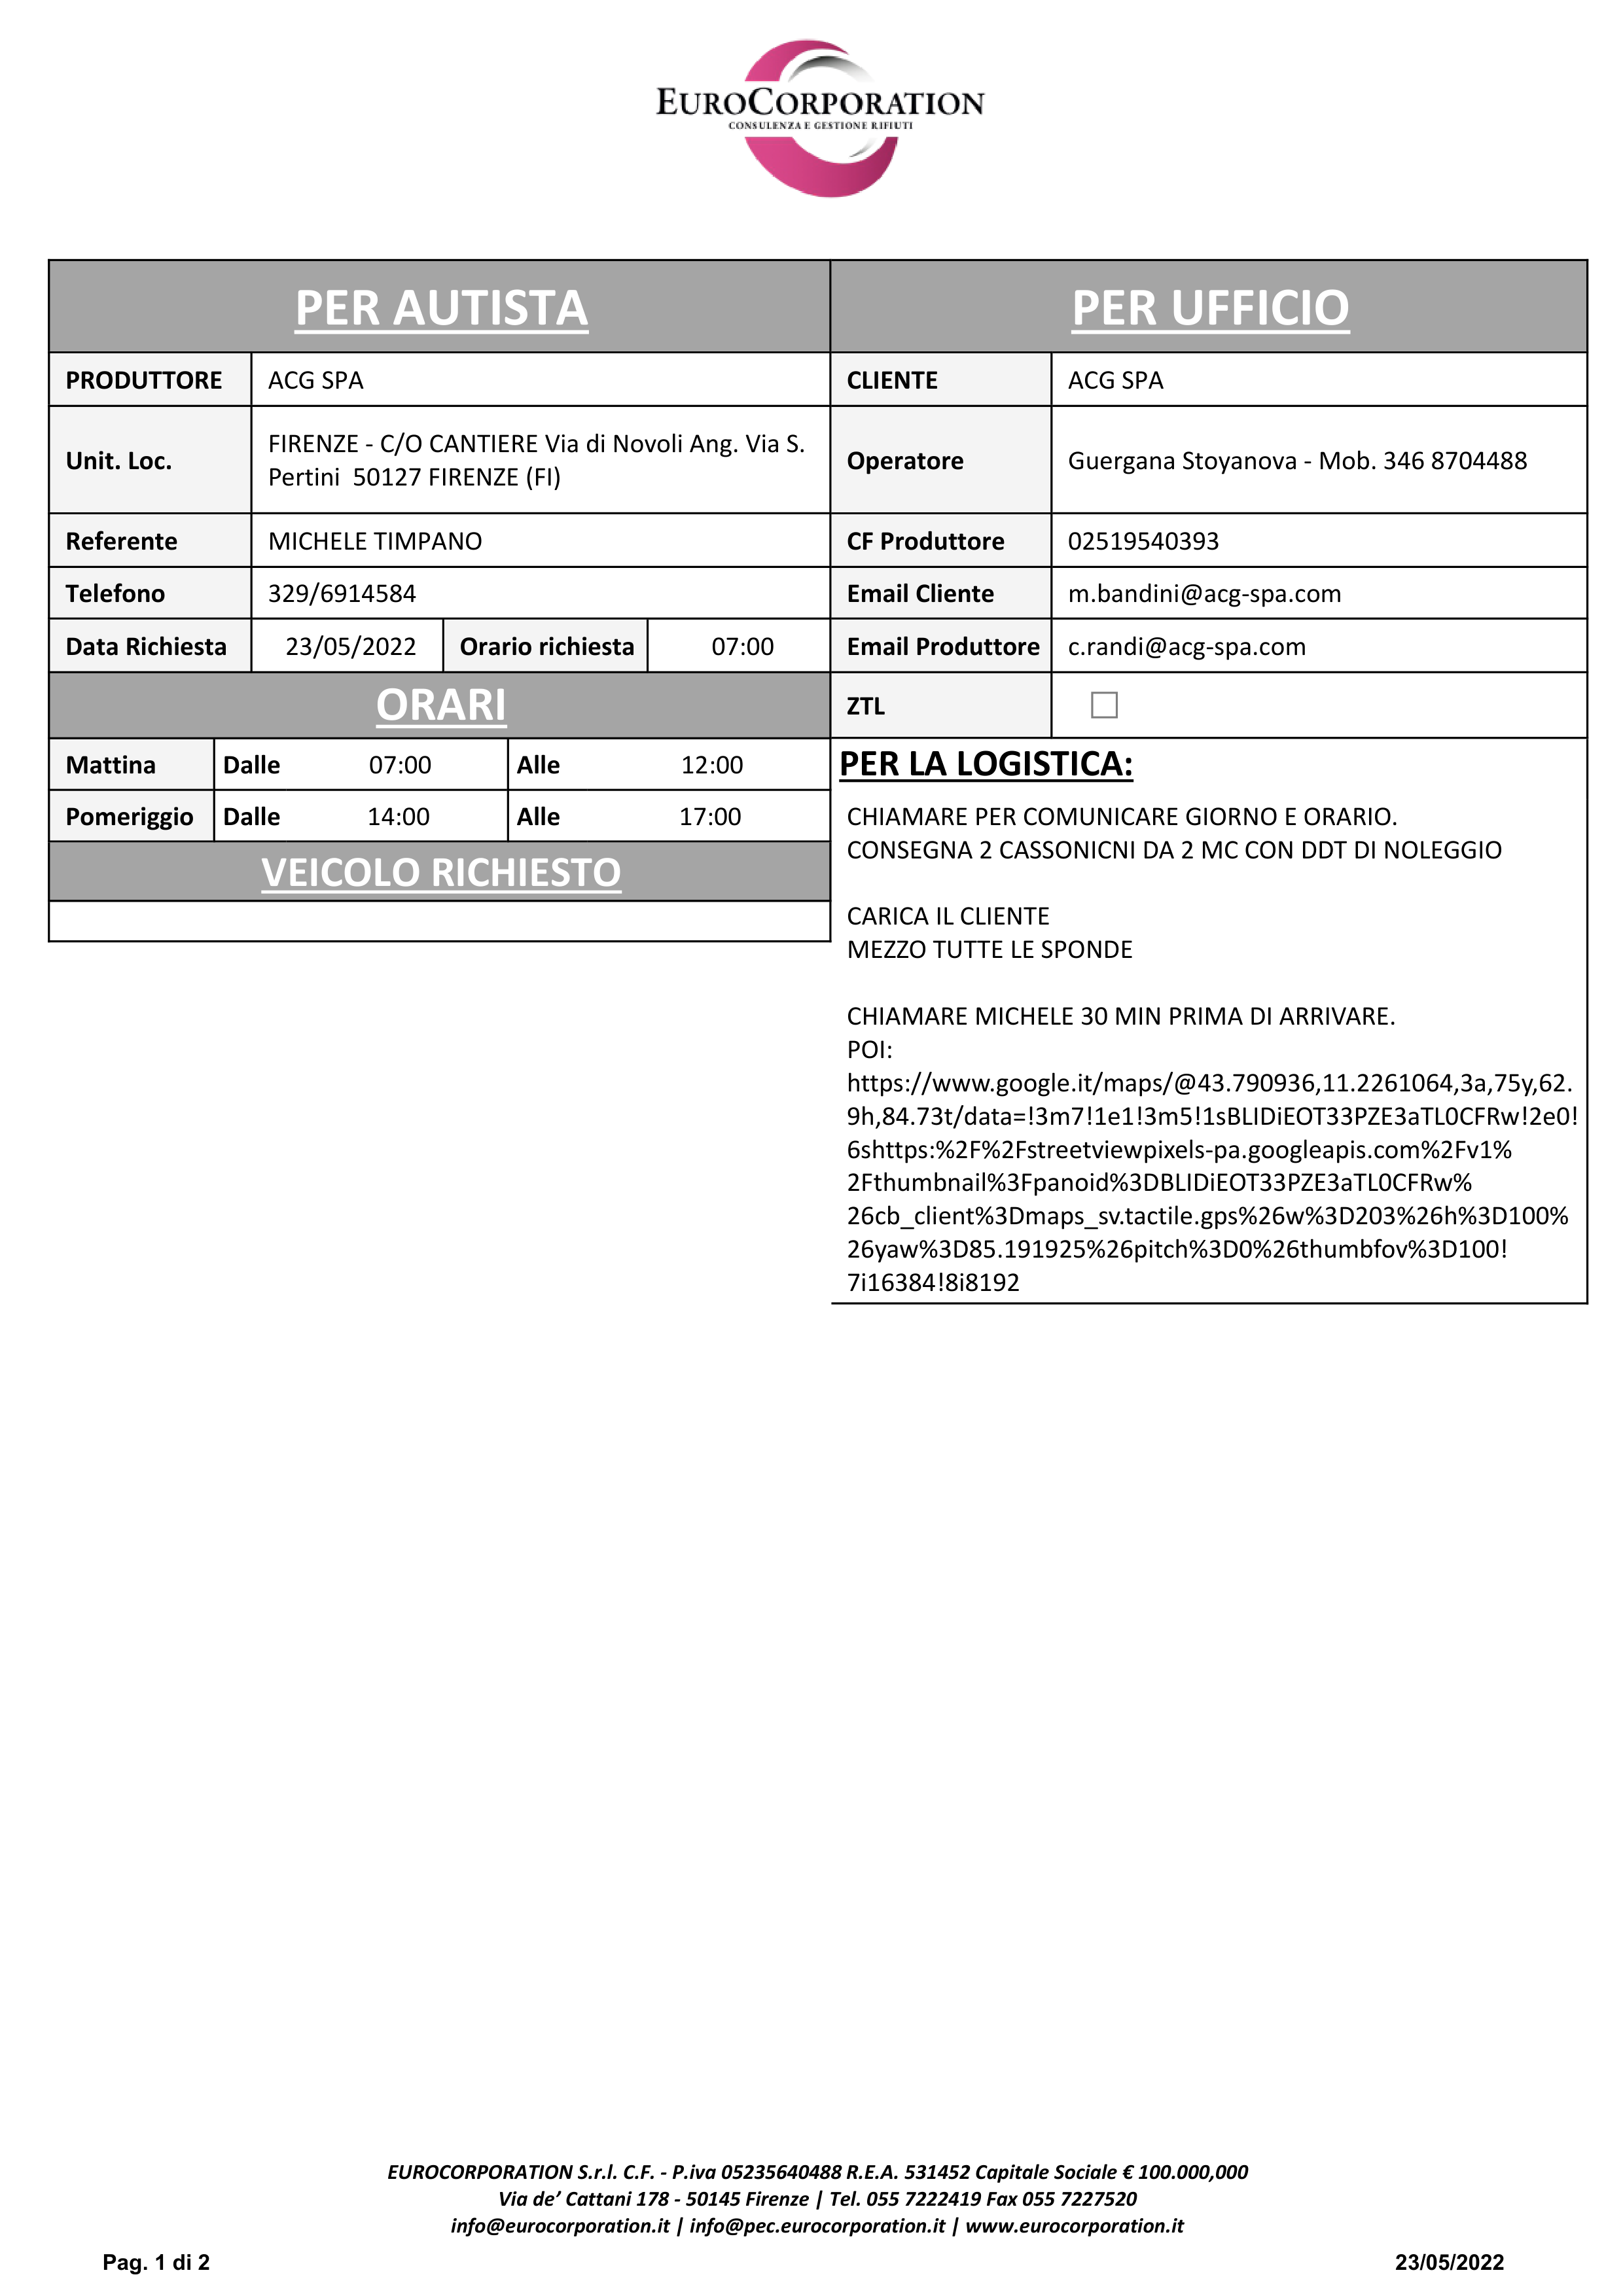 EUROCORPORATION
CONSULENZA E GESTIONE RIFIUTI
PER AUTISTA
PRODUTTORE ACG SPA
Unit. Loc. FIRENZE - C/O CANTIERE Via di Novoli Ang. Via S.
Pertini 50127 FIRENZE (FI)
Referente MICHELE TIMPANO
Telefono 329/6914584
Data Richiesta 23/05/2022 Orario richiesta 07:00
ORARI
Mattina Dalle 07:00 Alle 12:00
Pomeriggio Dalle 14:00 Alle 17:00
VEICOLO RICHIESTO
PER UFFICIO
CLIENTE ACG SPA
Operatore Guergana Stoyanova - Mob. 346 8704488
CF Produttore 02519540393
Email Cliente m.bandini@acg-spa.com
Email Produttore c.randi@acg-spa.com
ZTL
PER LA LOGISTICA:
CHIAMARE PER COMUNICARE GIORNO E ORARIO.
CONSEGNA 2 CASSONICNI DA 2 MC CON DDT DI NOLEGGIO
CARICA IL CLIENTE
MEZZO TUTTE LE SPONDE
CHIAMARE MICHELE 30 MIN PRIMA DI ARRIVARE.
POI:
https://www.google.it/maps/@43.790936,11.2261064,3a,75y,62.
9h,84.73t/data=!3m7!1e1!3m5!1sBLIDiEOT33PZE3aTL0CFRw!2e0!
6shttps:%2F%2Fstreetviewpixels-pa.googleapis.com%2Fv1%
2Fthumbnail%3Fpanoid%3DBLIDiEOT33PZE3aTL0CFRw%
26cb_client%3Dmaps_sv.tactile.gps%26w%3D203%26h%3D100%
26yaw%3D85.191925%26pitch%3D0%26thumbfov%3D100!
7i16384!8i8192
EUROCORPORATION S.r.l. C.F. - P.iva 05235640488 R.E.A. 531452 Capitale Sociale € 100.000,000
Via de’ Cattani 178 - 50145 Firenze | Tel. 055 7222419 Fax 055 7227520
info@eurocorporation.it | info@pec.eurocorporation.it | www.eurocorporation.it
Pag. 1 di 2 23/05/2022